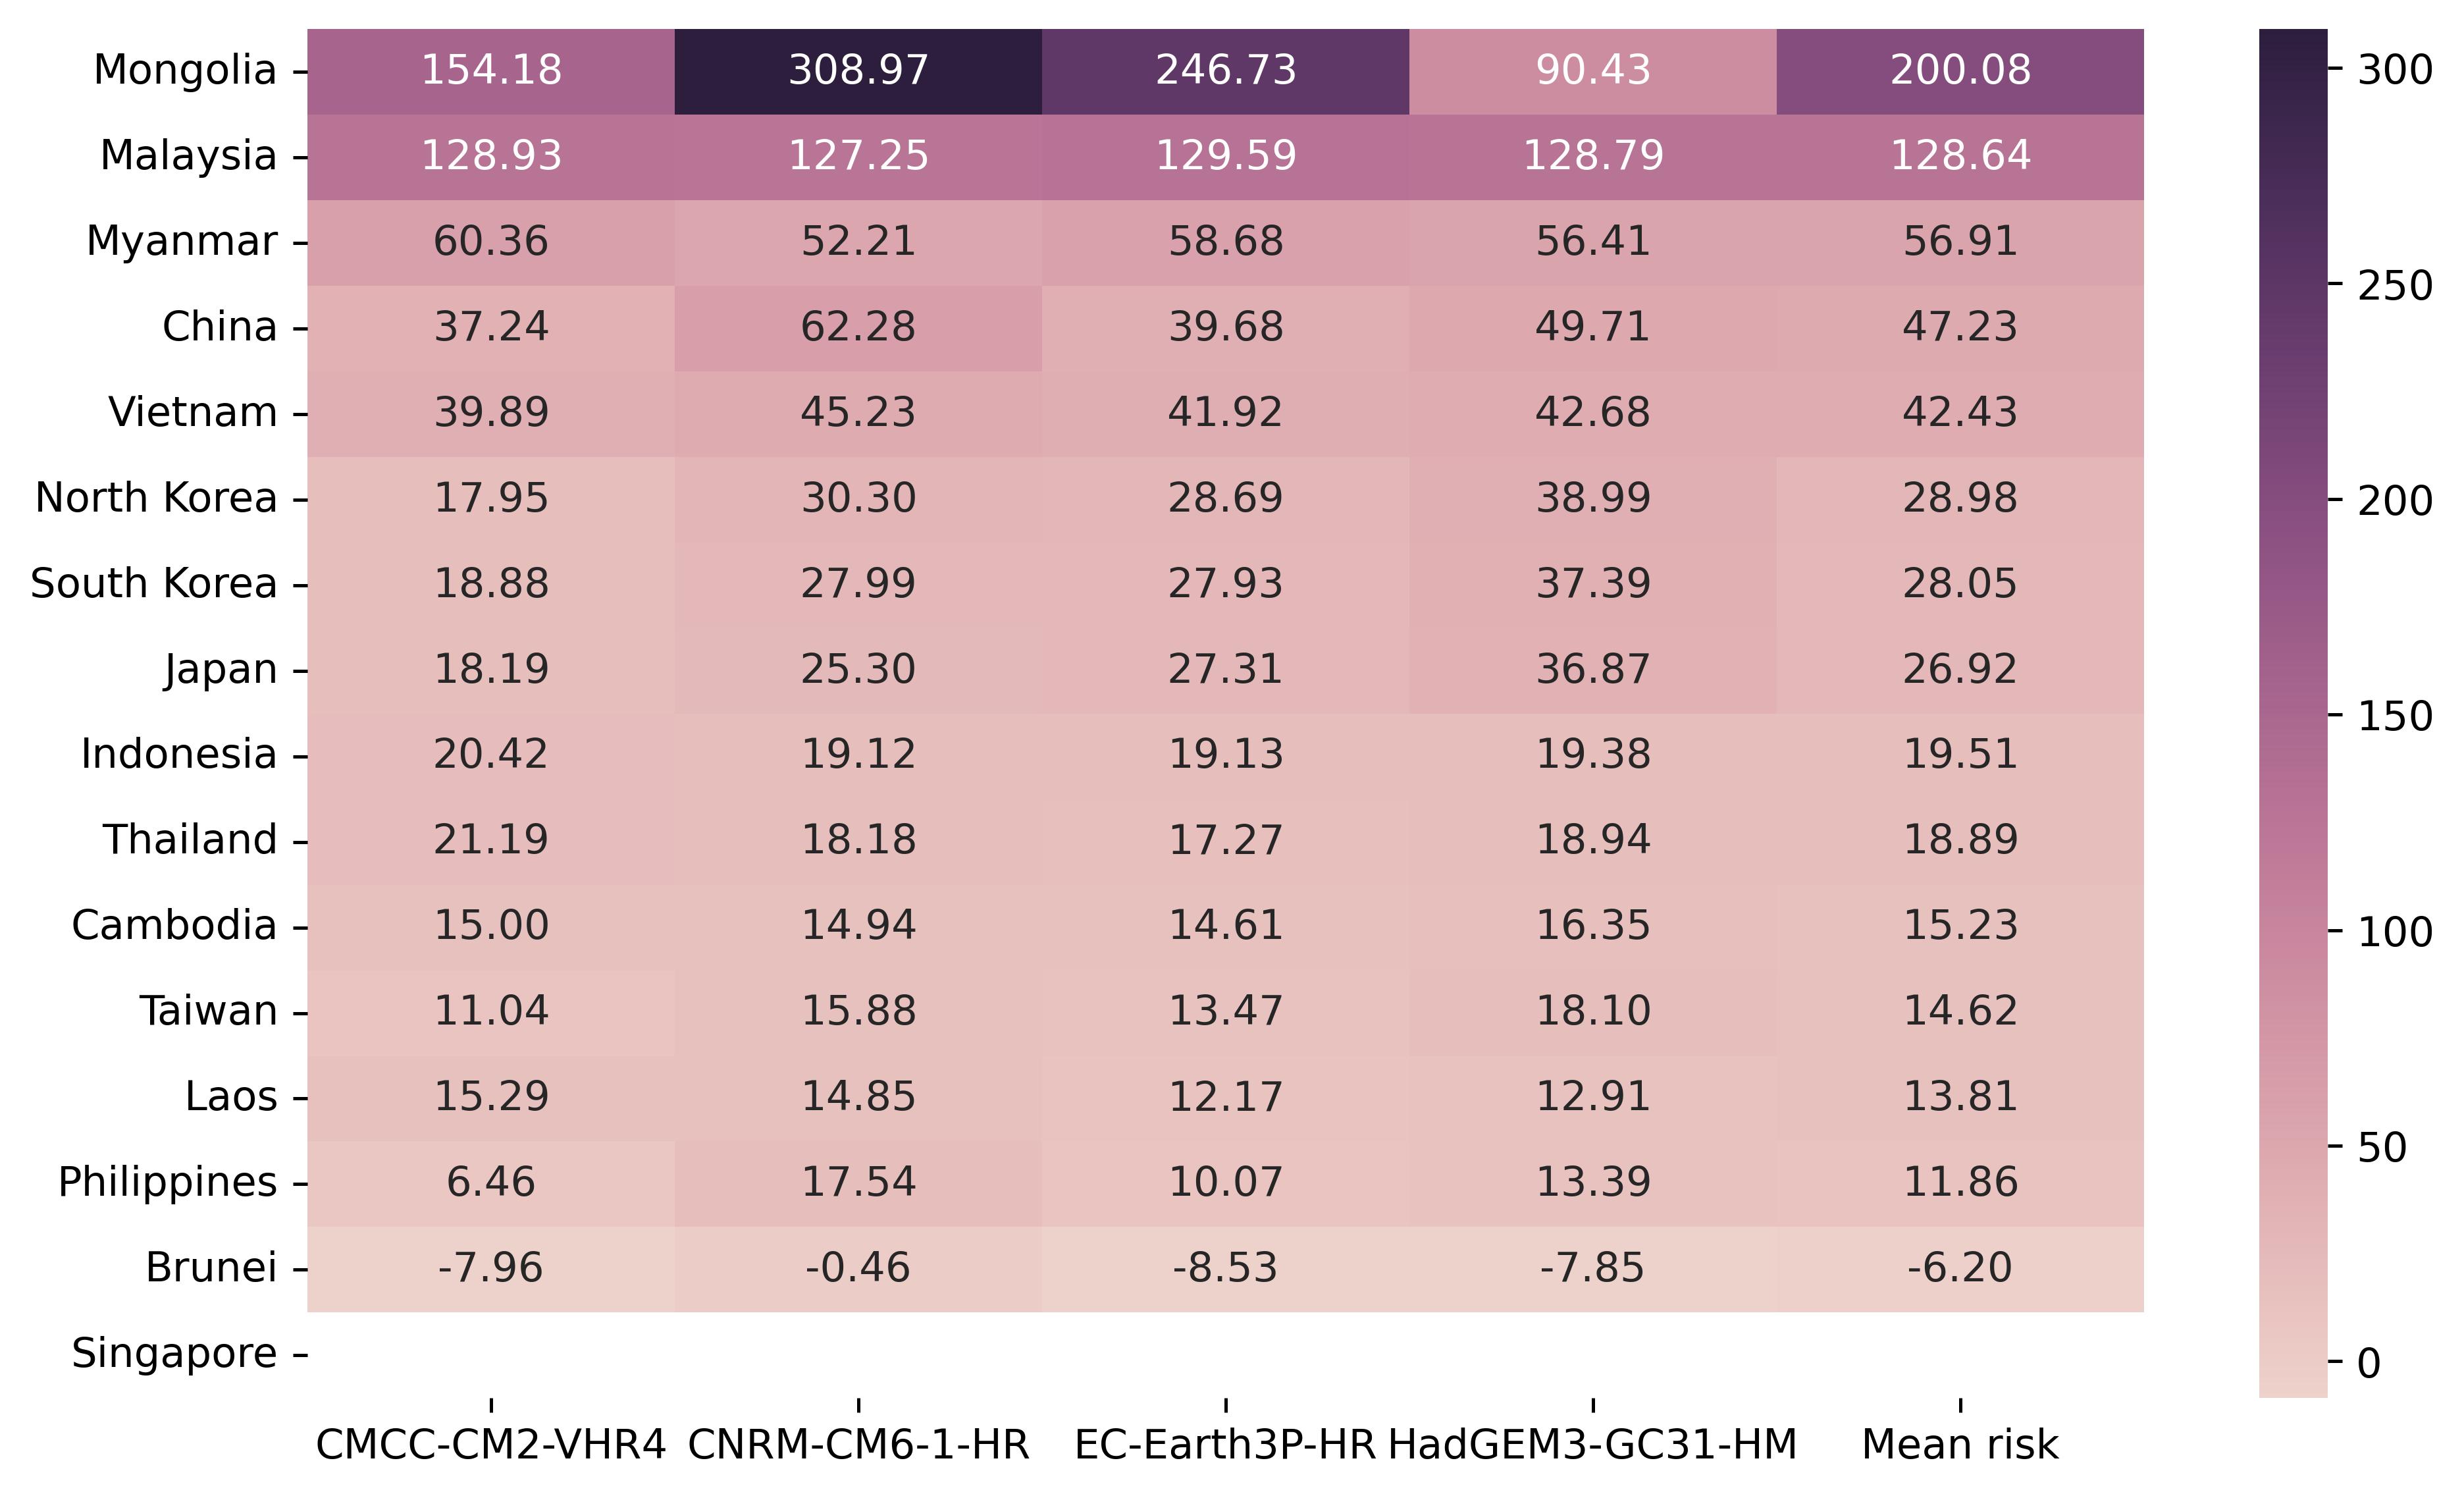 Mongolia 154.18 308.97 246.73 90.43 200.08 300
Malaysia 128.93 127.25 129.59 128.79 128.64
Myanmar 60.36 52.21 58.68 56.41 56.91 250
China 37.24 62.28 39.68 49.71 47.23
Vietnam 39.89 45.23 41.92 42.68 42.43
North Korea 17.95 30.30 28.69 38.99 28.98 200
South Korea 18.88 27.99 27.93 37.39 28.05
Japan 18.19 25.30 27.31 36.87 26.92 150
Indonesia 20.42 19.12 19.13 19.38 19.51
Thailand 21.19 18.18 17.27 18.94 18.89
Cambodia 15.00 14.94 14.61 16.35 15.23 100
Taiwan 11.04 15.88 13.47 18.10 14.62
Laos 15.29 14.85 12.17 12.91 13.81
Philippines 6.46 17.54 10.07 13.39 11.86 50
Brunei -7.96 -0.46 -8.53 -7.85 -6.20
Singapore 0
CMCC-CM2-VHR4 CNRM-CM6-1-HR EC-Earth3P-HR HadGEM3-GC31-HM Mean risk